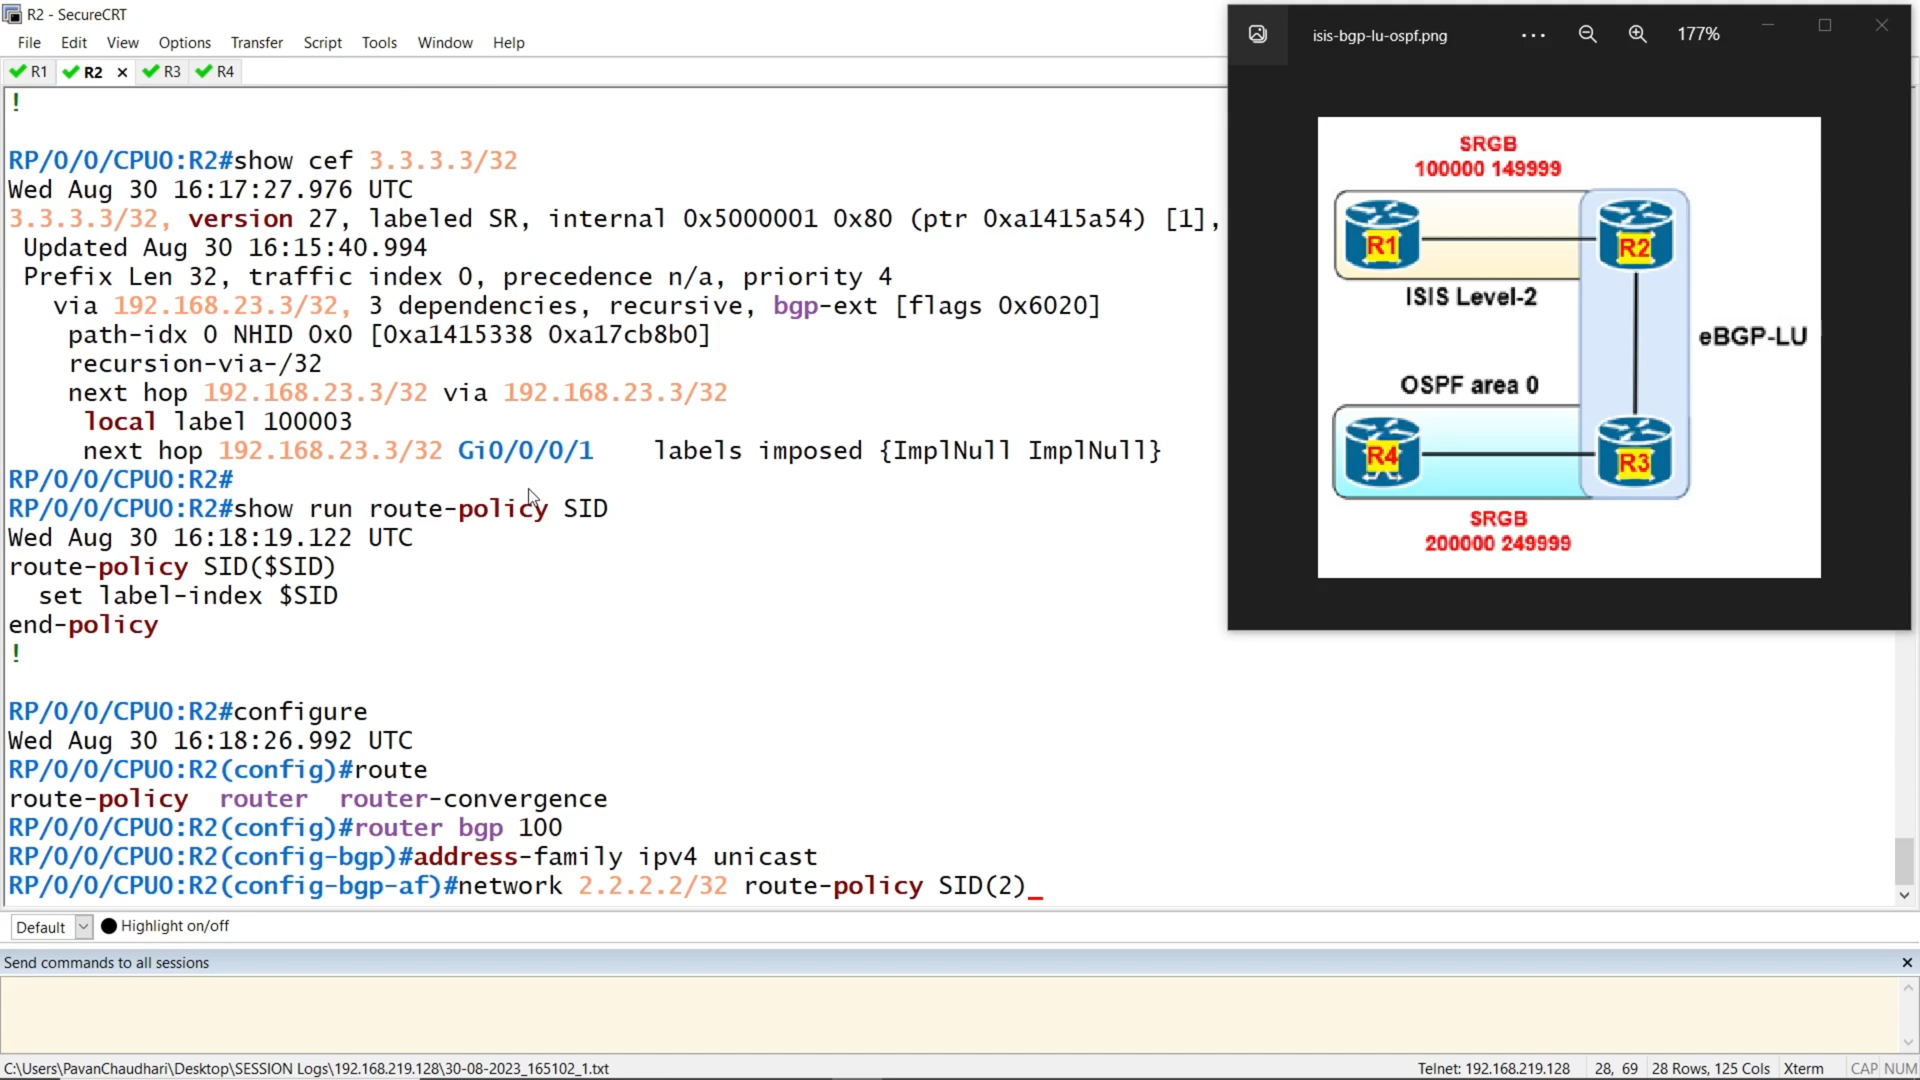 R2 - SecureCRT
File Edit View Options Transfer Script Tools Window Help
R1 R2 × R3 R4
!
RP/0/0/CPU0:R2#show cef 3.3.3.3/32
Wed Aug 30 16:17:27.976 UTC
3.3.3.3/32, version 27, labeled SR, internal 0x5000001 0x80 (ptr 0xa1415a54) [1],
Updated Aug 30 16:15:40.994
Prefix Len 32, traffic index 0, precedence n/a, priority 4
via 192.168.23.3/32, 3 dependencies, recursive, bgp-ext [flags 0x6020]
path-idx 0 NHID 0x0 [0xa1415338 0xa17cb8b0]
recursion-via-/32
next hop 192.168.23.3/32 via 192.168.23.3/32
local label 100003
next hop 192.168.23.3/32 Gi0/0/0/1 labels imposed {ImplNull ImplNull}
RP/0/0/CPU0:R2#
RP/0/0/CPU0:R2#show run route-policy SID
Wed Aug 30 16:18:19.122 UTC
route-policy SID($SID)
set label-index $SID
end-policy
!
RP/0/0/CPU0:R2#configure
Wed Aug 30 16:18:26.992 UTC
RP/0/0/CPU0:R2(config)#route
route-policy router router-convergence
RP/0/0/CPU0:R2(config)#router bgp 100
RP/0/0/CPU0:R2(config-bgp)#address-family ipv4 unicast
RP/0/0/CPU0:R2(config-bgp-af)#network 2.2.2.2/32 route-policy SID(2)_
isis-bgp-lu-ospf.png ... 177%
SRGB
100000 149999
R1
R2
ISIS Level-2
eBGP-LU
OSPF area 0
R4
R3
SRGB
200000 249999
Default Highlight on/off
Send commands to all sessions
C:\Users\PavanChaudhari\Desktop\SESSION Logs\192.168.219.128\30-08-2023_165102_1.txt
Telnet: 192.168.219.128 28, 69 28 Rows, 125 Cols Xterm CAP NUM